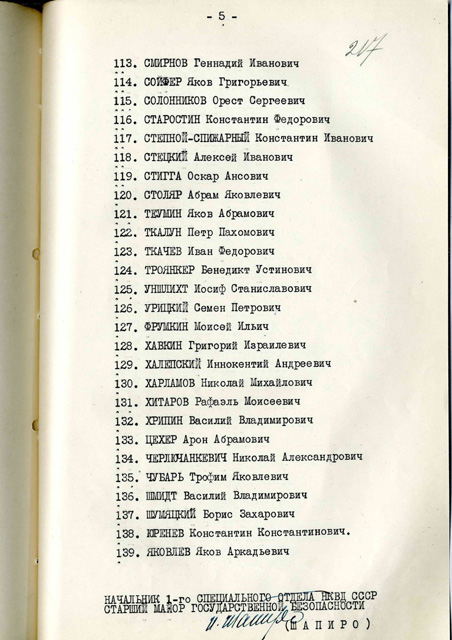 - 5 -
207
113. СМИРНОВ Геннадий Иванович
114. СОЙФЕР Яков Григорьевич
115. СОЛОННИКОВ Орест Сергеевич
116. СТАРОСТИН Константин Федорович
117. СТЕПНОЙ-СПИЖАРНЫЙ Константин Иванович
118. СТЕЦКИЙ Алексей Иванович
119. СТИГГА Оскар Ансович
120. СТОЛЯР Абрам Яковлевич
121. ТЕУМИН Яков Абрамович
122. ТКАЛУН Петр Пахомович
123. ТКАЧЕВ Иван Федорович
124. ТРОЯНКЕР Бенедикт Устинович
125. УНШЛИХТ Иосиф Станиславович
126. УРИЦКИЙ Семен Петрович
127. ФРУМКИН Моисей Ильич
128. ХАВКИН Григорий Израилевич
129. ХАЛЕПСКИЙ Иннокентий Андреевич
130. ХАРЛАМОВ Николай Михайлович
131. ХИТАРОВ Рафаэль Моисеевич
132. ХРИПИН Василий Владимирович
133. ЦЕХЕР Арон Абрамович
134. ЧЕРЛЮЧАНКЕВИЧ Николай Александрович
135. ЧУБАРЬ Трофим Яковлевич
136. ШМИДТ Василий Владимирович
137. ШУМЯЦКИЙ Борис Захарович
138. ЮРЕНЕВ Константин Константинович.
139. ЯКОВЛЕВ Яков Аркадьевич
НАЧАЛЬНИК 1-го СПЕЦИАЛЬНОГО ОТДЕЛА НКВД СССР
СТАРШИЙ МАЙОР ГОСУДАРСТВЕННОЙ БЕЗОПАСНОСТИ
(ШАПИРО)